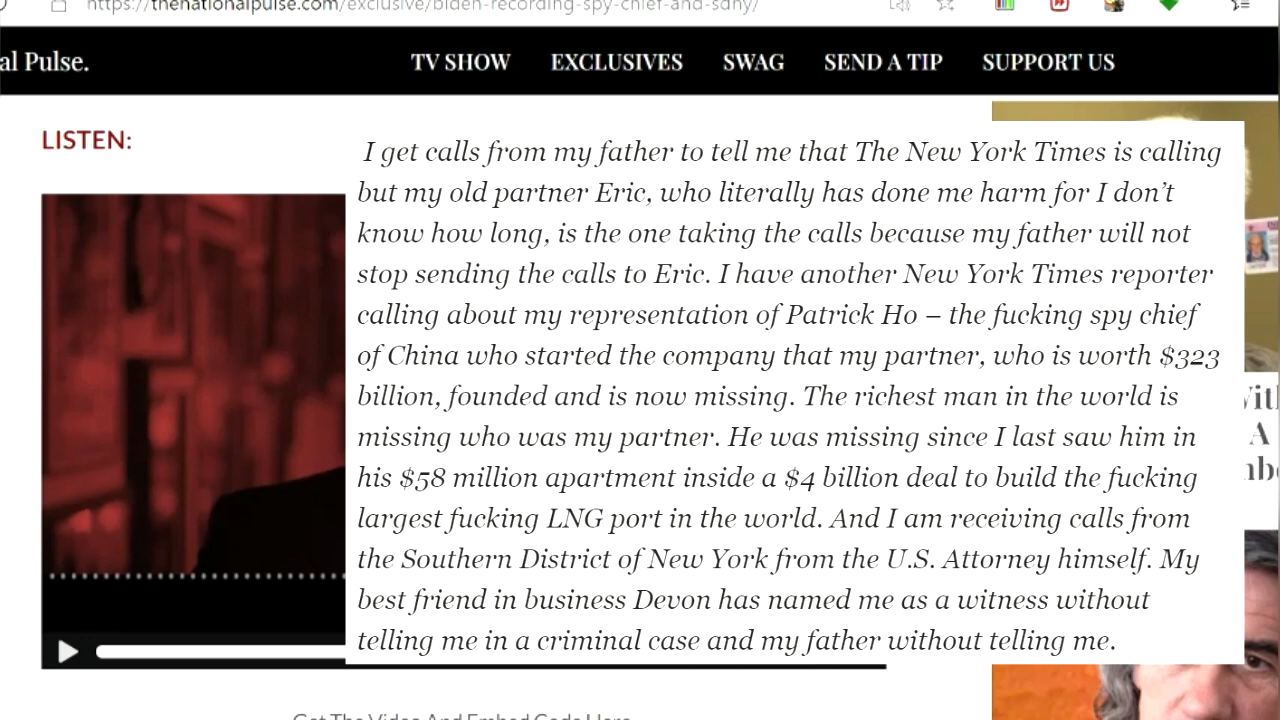 https://thenationalpulse.com/exclusive/biden-recording-spy-chief-and-sdny/
al Pulse.
TV SHOW
EXCLUSIVES
SWAG
SEND A TIP
SUPPORT US
LISTEN:
I get calls from my father to tell me that The New York Times is calling
but my old partner Eric, who literally has done me harm for I don’t
know how long, is the one taking the calls because my father will not
stop sending the calls to Eric. I have another New York Times reporter
calling about my representation of Patrick Ho – the fucking spy chief
of China who started the company that my partner, who is worth $323
billion, founded and is now missing. The richest man in the world is
missing who was my partner. He was missing since I last saw him in
his $58 million apartment inside a $4 billion deal to build the fucking
largest fucking LNG port in the world. And I am receiving calls from
the Southern District of New York from the U.S. Attorney himself. My
best friend in business Devon has named me as a witness without
telling me in a criminal case and my father without telling me.
A
Get The Video And Embed Code Here